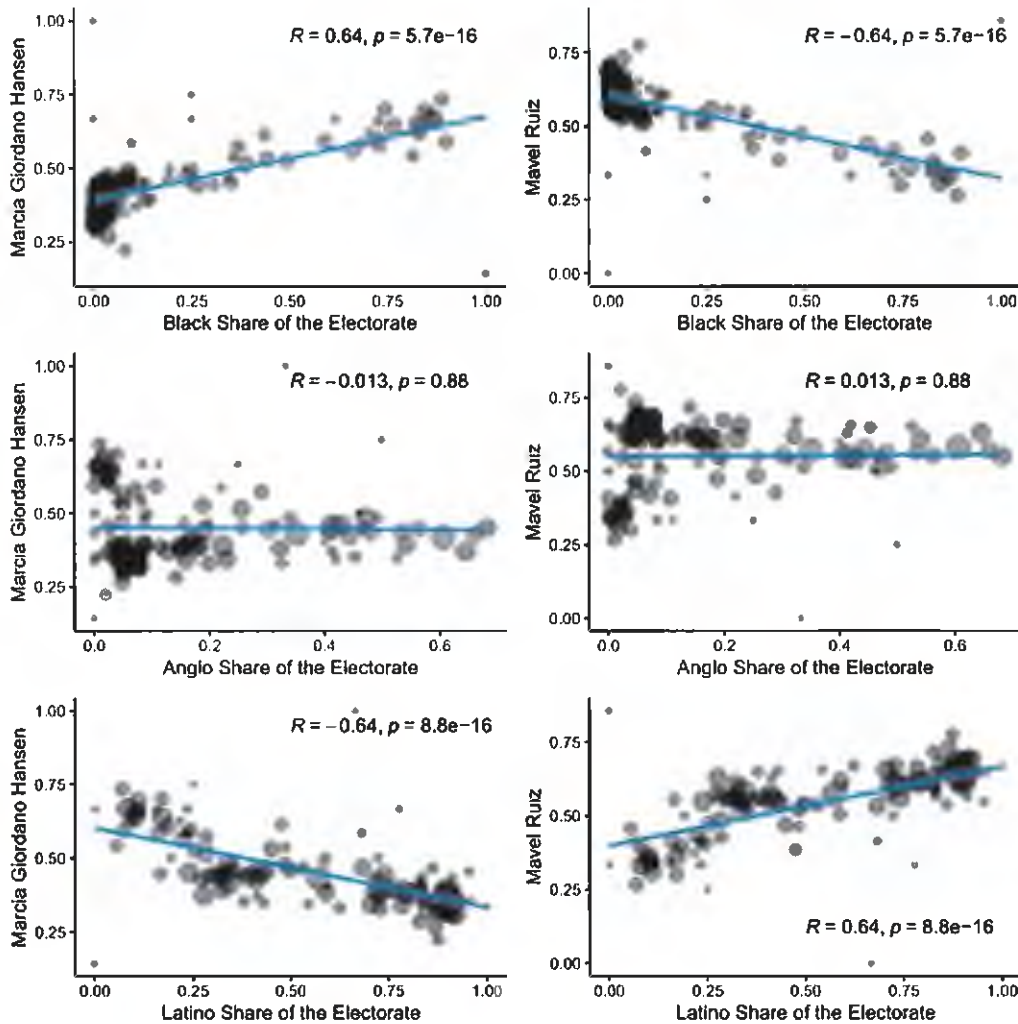 Marcia Giordano Hansen
1.00
0.75
0.50
0.25
R = 0.64, p = 5.7e−16
0.00 0.25 0.50 0.75 1.00
Black Share of the Electorate
Mavel Ruiz
0.75
0.50
0.25
0.00
R = −0.64, p = 5.7e−16
0.00 0.25 0.50 0.75 1.00
Black Share of the Electorate
Marcia Giordano Hansen
1.00
0.75
0.50
0.25
R = −0.013, p = 0.88
0.0 0.2 0.4 0.6
Anglo Share of the Electorate
Mavel Ruiz
0.75
0.50
0.25
0.00
R = 0.013, p = 0.88
0.0 0.2 0.4 0.6
Anglo Share of the Electorate
Marcia Giordano Hansen
1.00
0.75
0.50
0.25
R = −0.64, p = 8.8e−16
0.00 0.25 0.50 0.75 1.00
Latino Share of the Electorate
Mavel Ruiz
0.75
0.50
0.25
0.00
R = 0.64, p = 8.8e−16
0.00 0.25 0.50 0.75 1.00
Latino Share of the Electorate